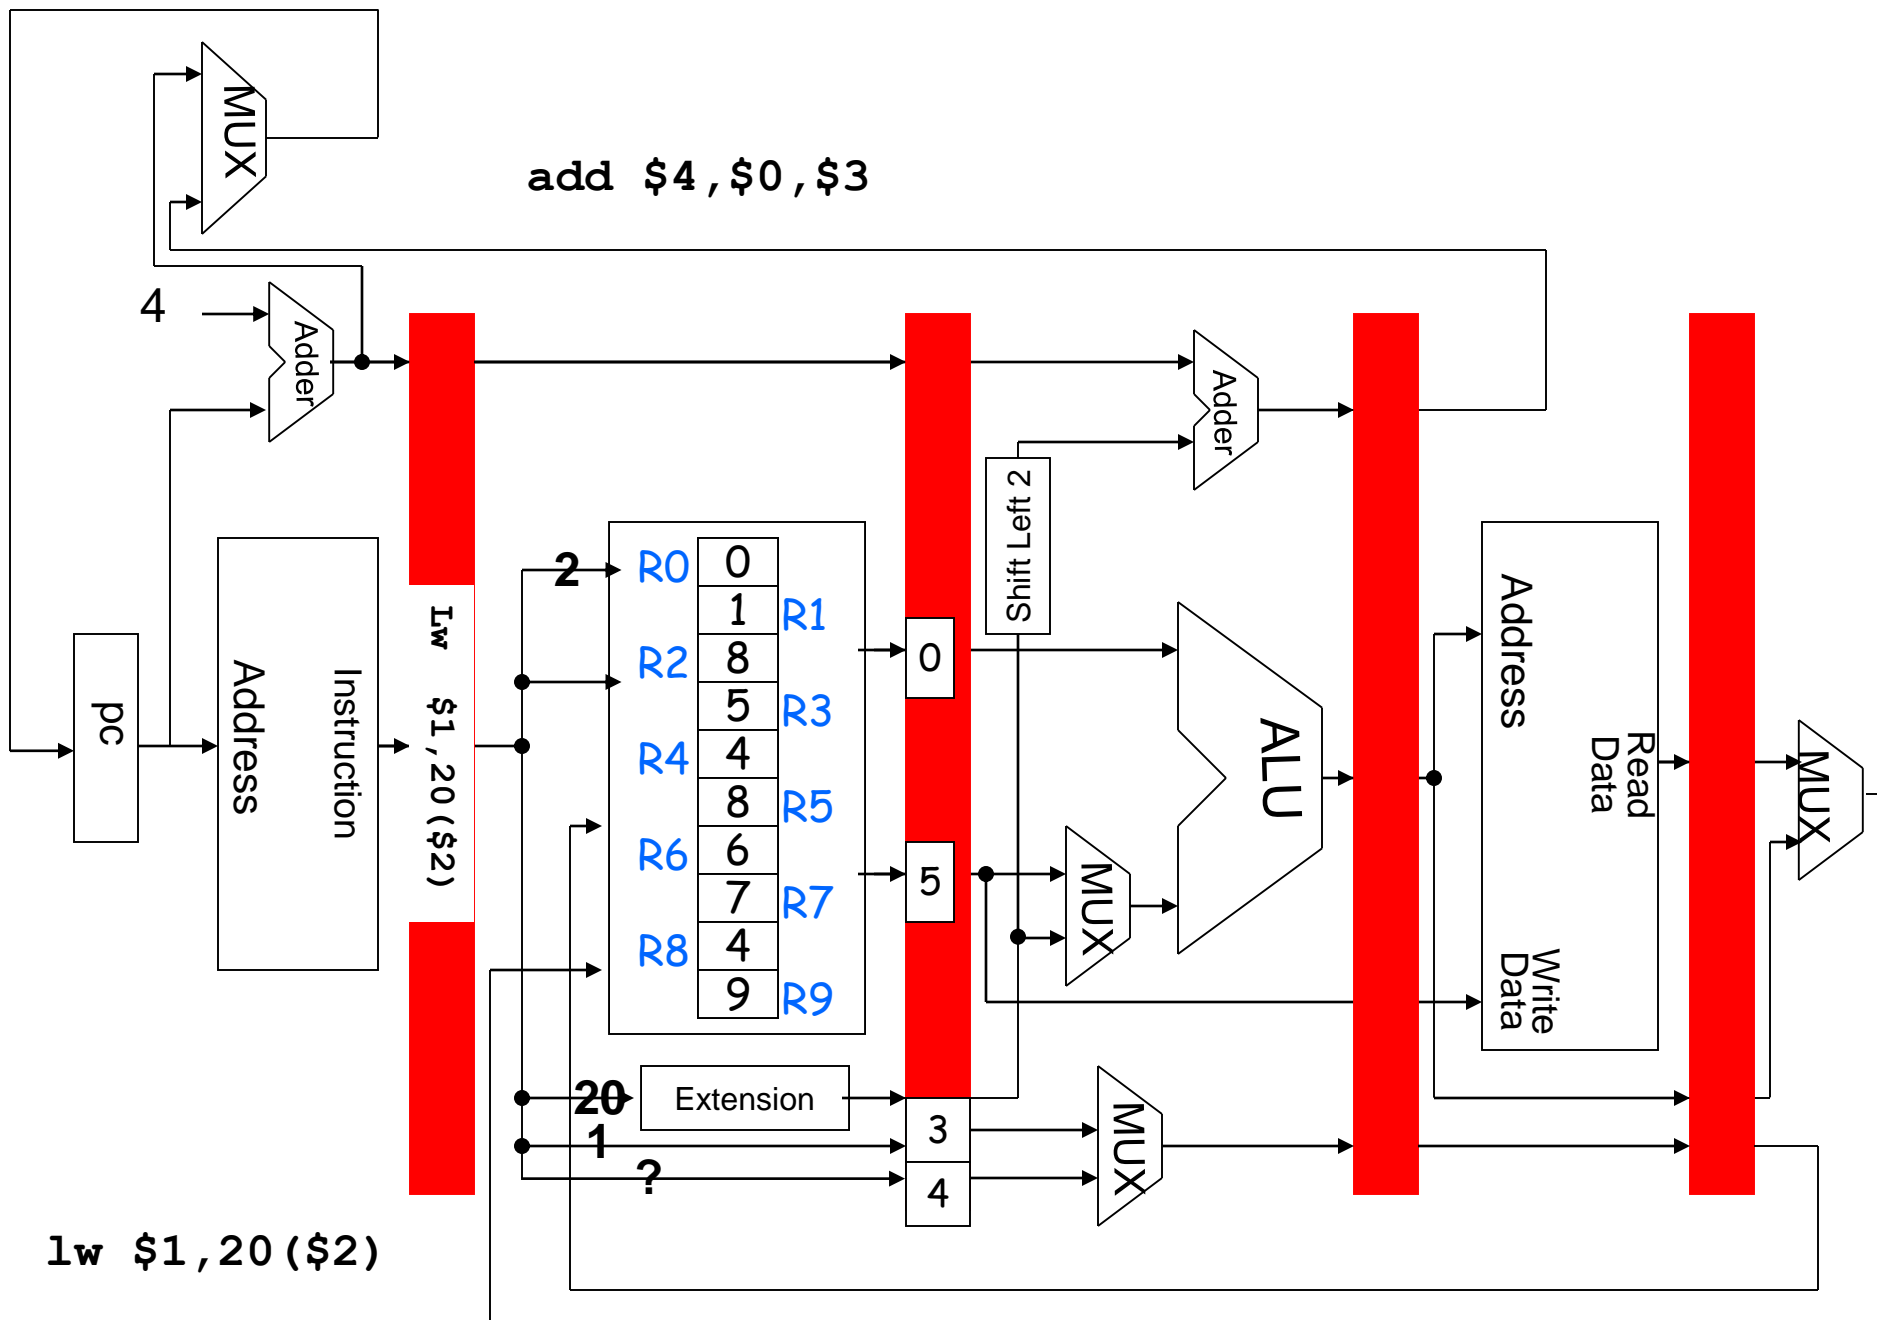 MUX
add $4,$0,$3
4
Adder
Adder
Shift Left 2
2
R0
0
1
R1
R2
8
5
R3
R4
4
8
R5
R6
6
7
R7
R8
4
9
R9
0
5
Lw $1,20($2)
pc
Address
Instruction
ALU
MUX
Address
Read
Data
Write
Data
MUX
20
Extension
1
?
3
4
MUX
lw $1,20($2)